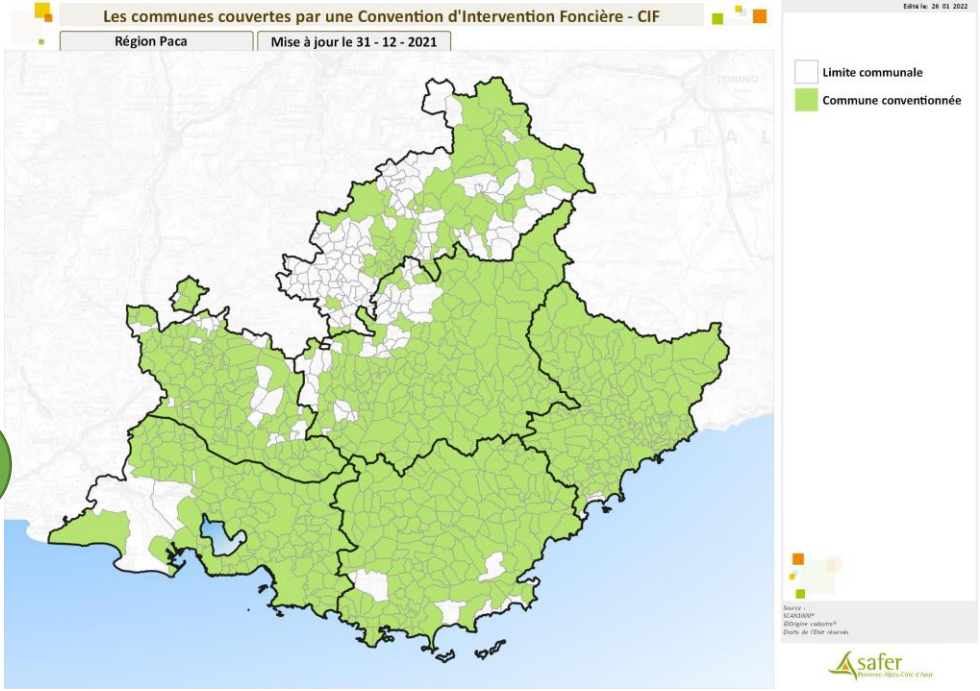 Les communes couvertes par une Convention d'Intervention Foncière - CIF
Région Paca
Mise à jour le 31 - 12 - 2021
Edité le: 26 01 2022
Limite communale
Commune conventionnée
GRENOBLE
TORINO
I T A L
Source :
SCAN1000®
©Origine cadastre®
Droits de l'Etat réservés
safer
Provence-Alpes-Côte d'Azur